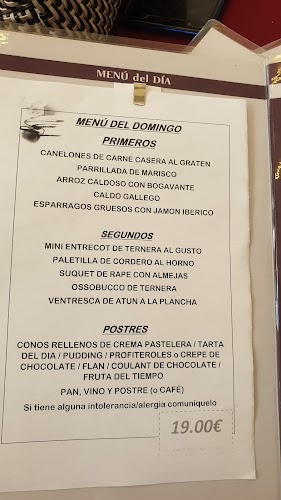 MENÚ del DÍA
MENÚ DEL DOMINGO
PRIMEROS
CANELONES DE CARNE CASERA AL GRATEN
PARRILLADA DE MARISCO
ARROZ CALDOSO CON BOGAVANTE
CALDO GALLEGO
ESPARRAGOS GRUESOS CON JAMON IBERICO
SEGUNDOS
MINI ENTRECOT DE TERNERA AL GUSTO
PALETILLA DE CORDERO AL HORNO
SUQUET DE RAPE CON ALMEJAS
OSSOBUCCO DE TERNERA
VENTRESCA DE ATUN A LA PLANCHA
POSTRES
CONOS RELLENOS DE CREMA PASTELERA / TARTA
DEL DIA / PUDDING / PROFITEROLES o CREPE DE
CHOCOLATE / FLAN / COULANT DE CHOCOLATE /
FRUTA DEL TIEMPO
PAN, VINO Y POSTRE (o CAFÉ)
Si tiene alguna intolerancia/alergia comuníquelo
19.00€